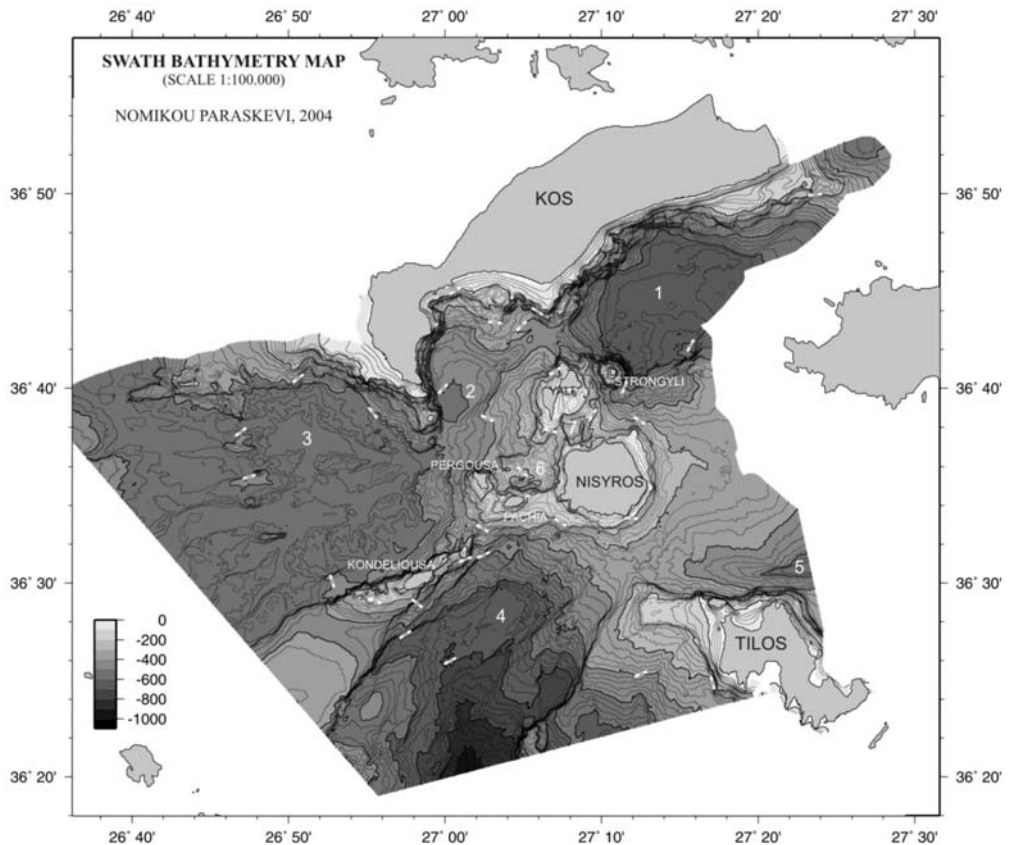 26˚ 40' 26˚ 50' 27˚ 00' 27˚ 10' 27˚ 20' 27˚ 30'
SWATH BATHYMETRY MAP
(SCALE 1:100.000)
NOMIKOU PARASKEVI, 2004
36˚ 50' 36˚ 50'
KOS
1
36˚ 40' 36˚ 40'
STRONGYLI
YALI
2
3
7
PERGOUSA
6
NISYROS
PACHIA
KONDELIOUSA
5
36˚ 30' 36˚ 30'
4
TILOS
0
-200
-400
-600
-800
-1000
36˚ 20' 36˚ 20'
26˚ 40' 26˚ 50' 27˚ 00' 27˚ 10' 27˚ 20' 27˚ 30'